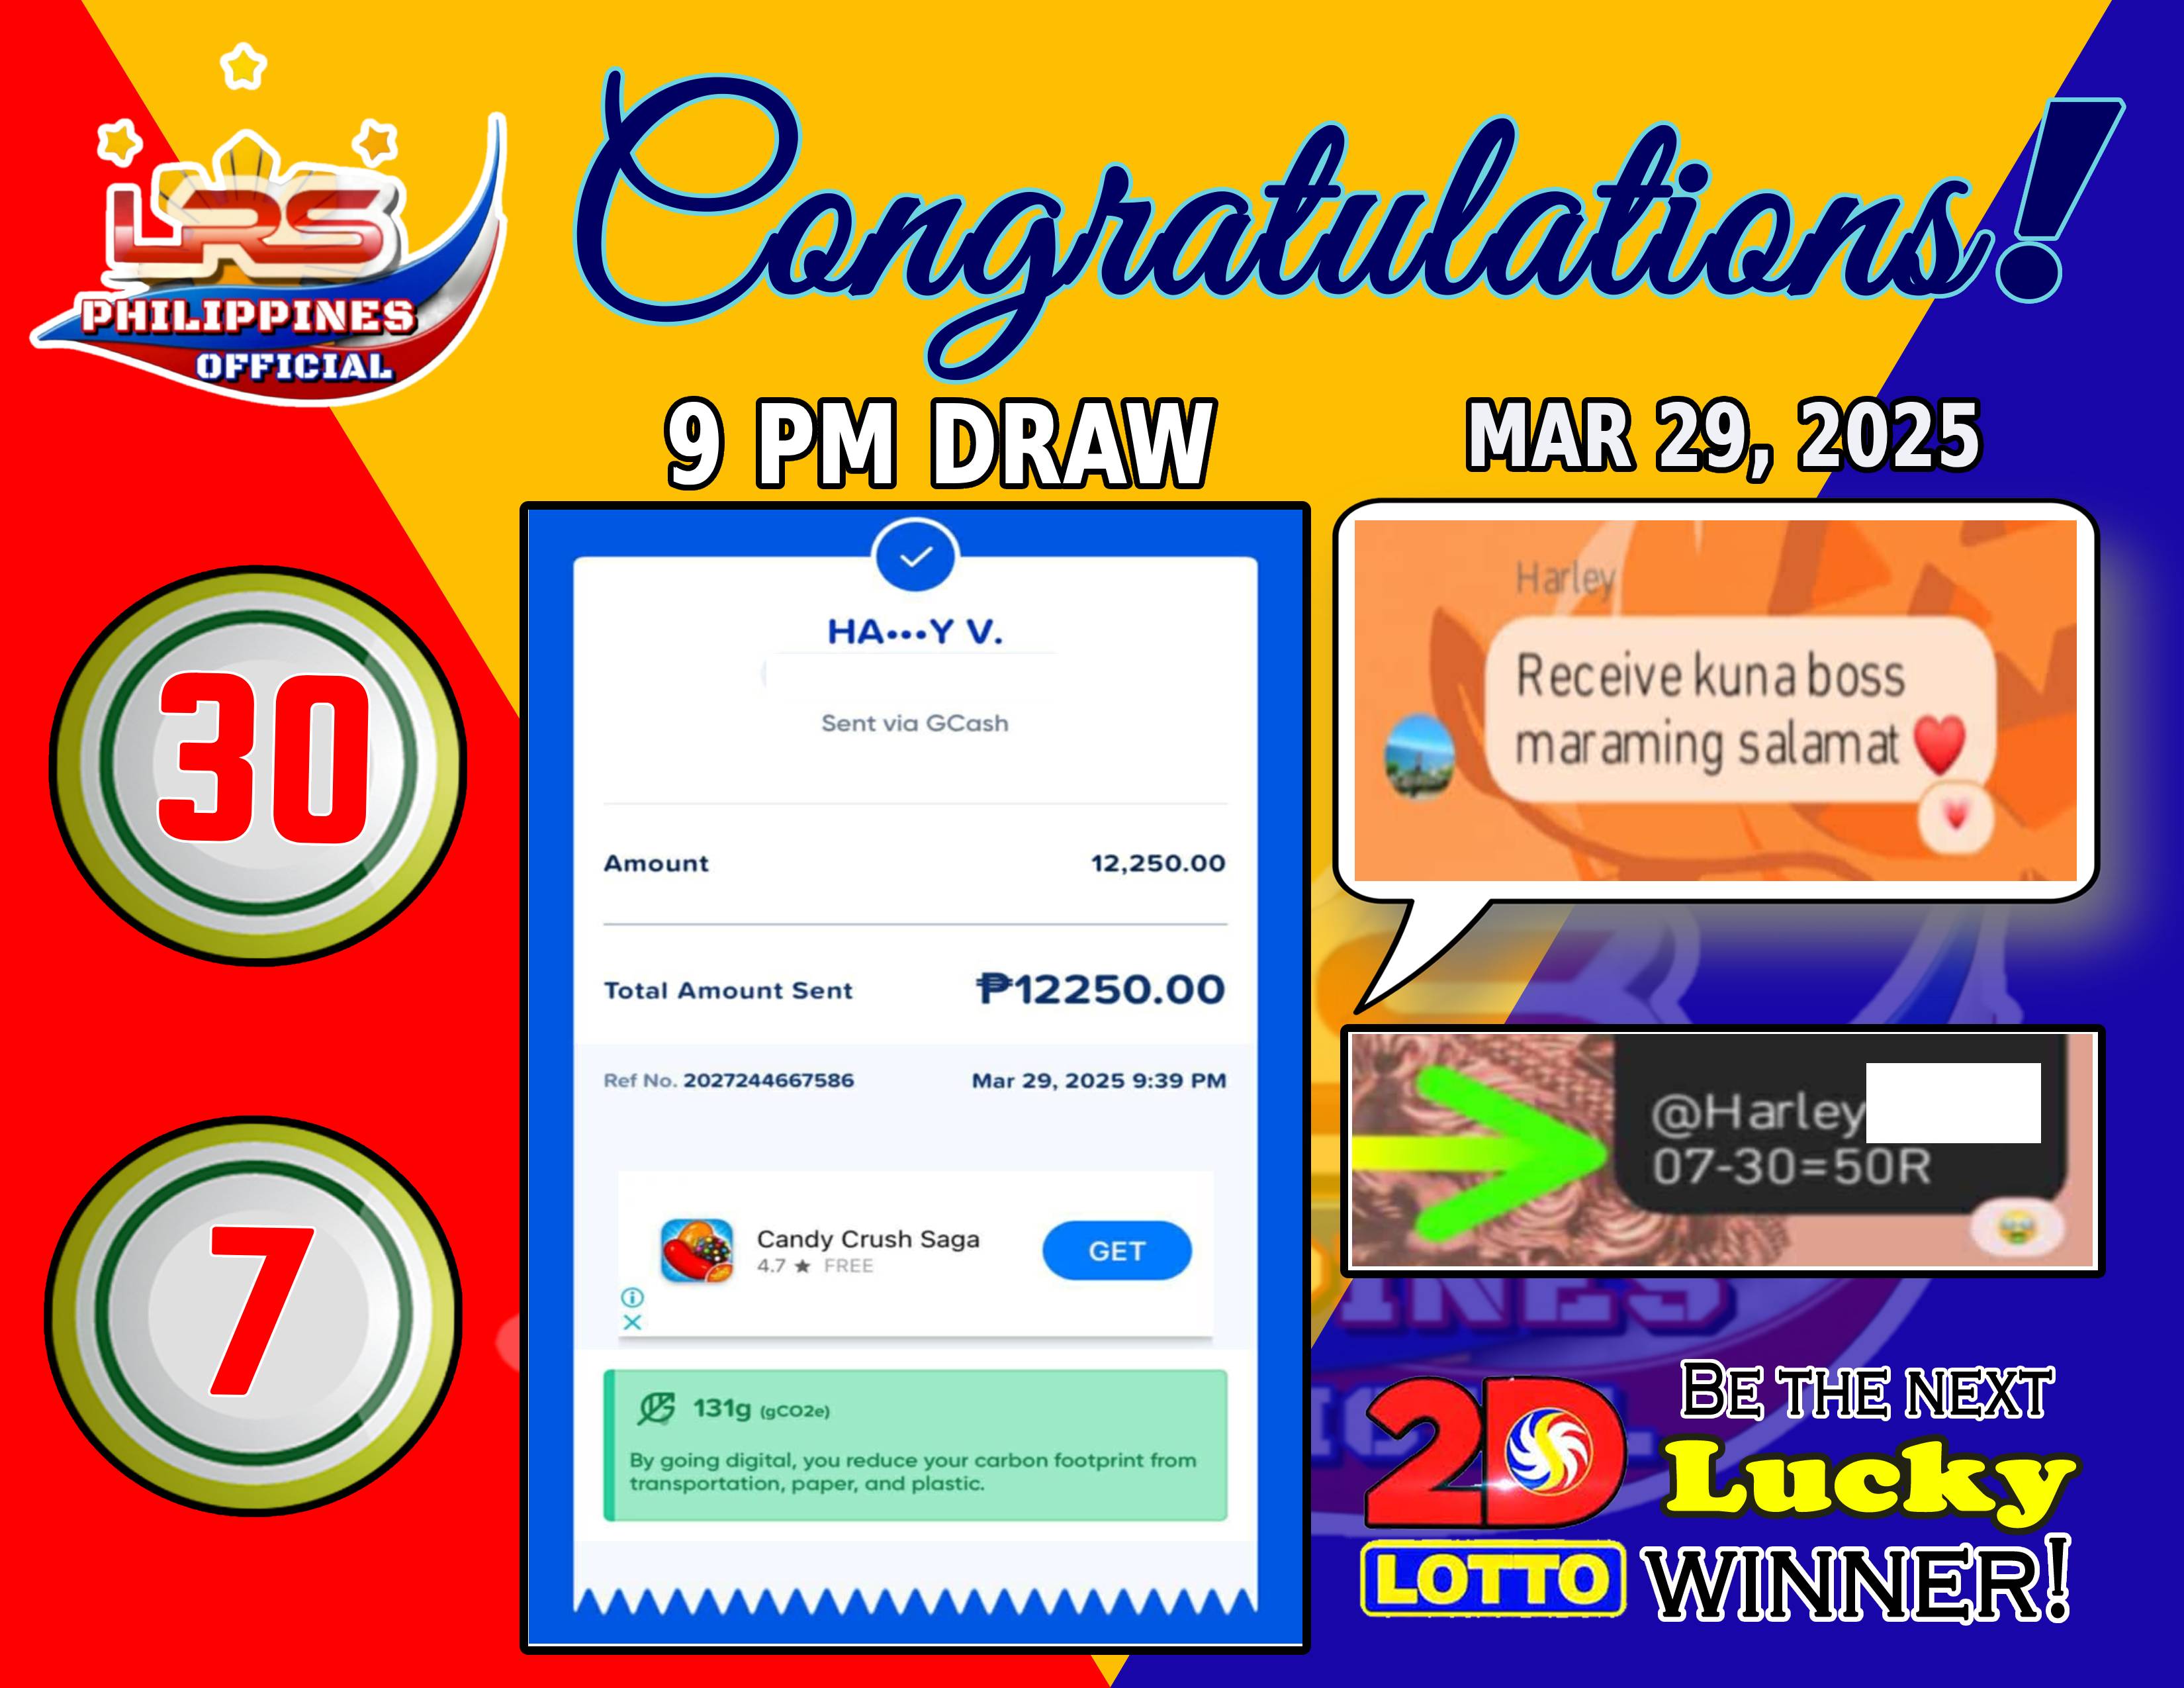 LRS
PHILIPPINES
OFFICIAL
Congratulations!
9 PM DRAW
MAR 29, 2025
30
7
HA•••Y V.
Sent via GCash
Amount 12,250.00
Total Amount Sent ₱12250.00
Ref No. 2027244667586 Mar 29, 2025 9:39 PM
Candy Crush Saga
4.7 ★ FREE
GET
131g (gCO2e)
By going digital, you reduce your carbon footprint from
transportation, paper, and plastic.
Harley
Receive kuna boss
maraming salamat ❤️
@Harley
07-30=50R
2D
LOTTO
BE THE NEXT
Lucky
WINNER!